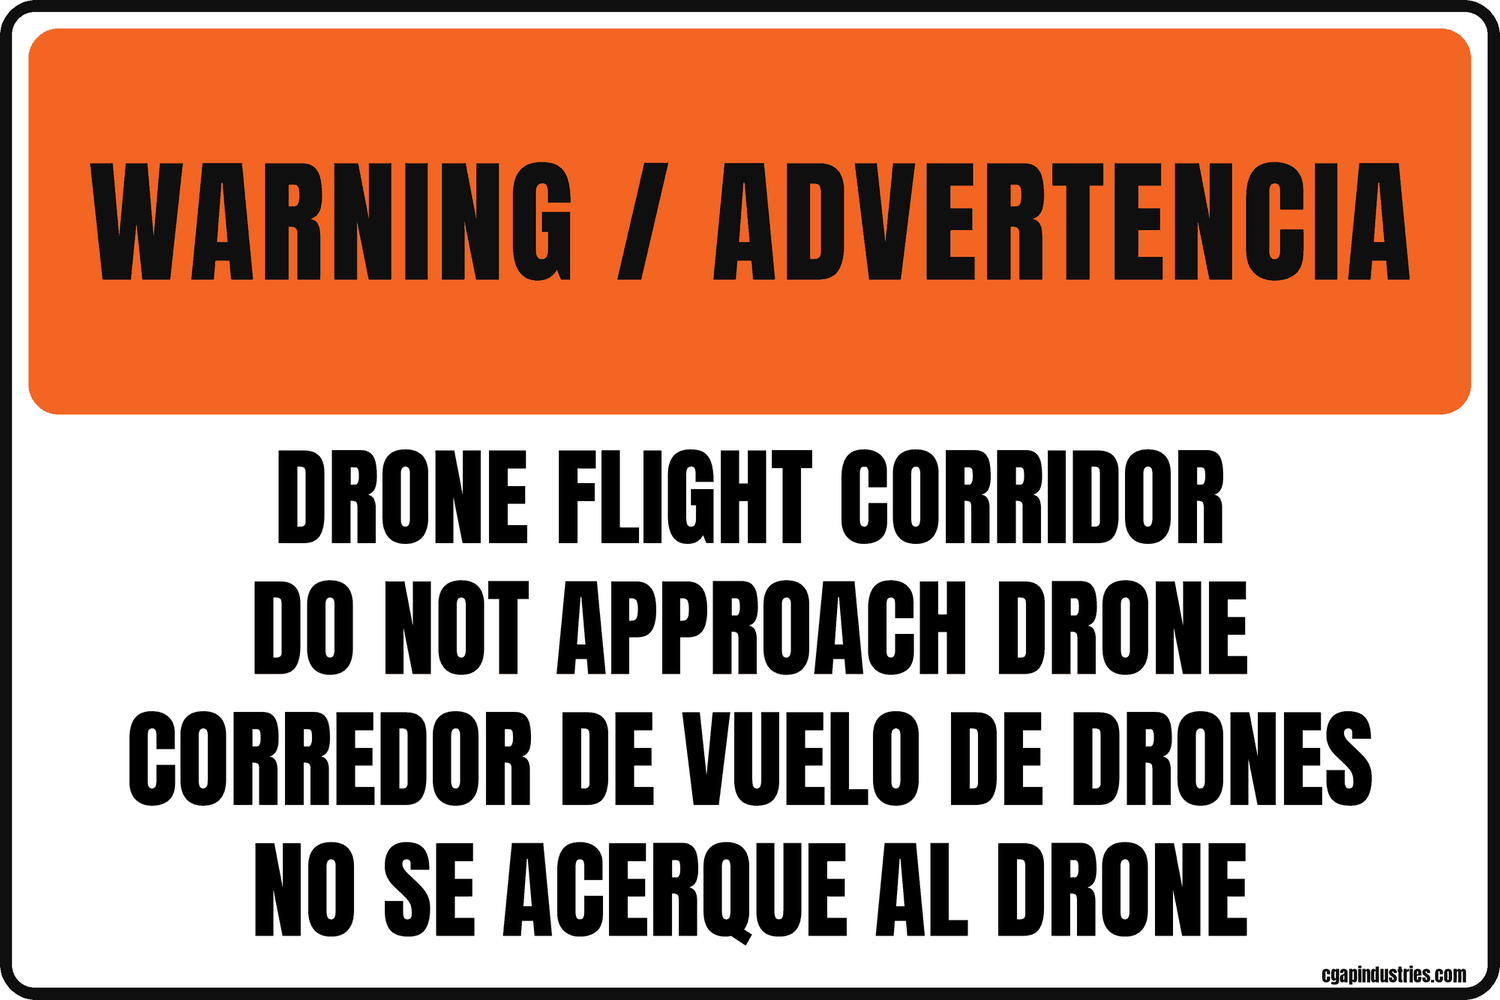 WARNING / ADVERTENCIA
DRONE FLIGHT CORRIDOR
DO NOT APPROACH DRONE
CORREDOR DE VUELO DE DRONES
NO SE ACERQUE AL DRONE
cgapindustries.com